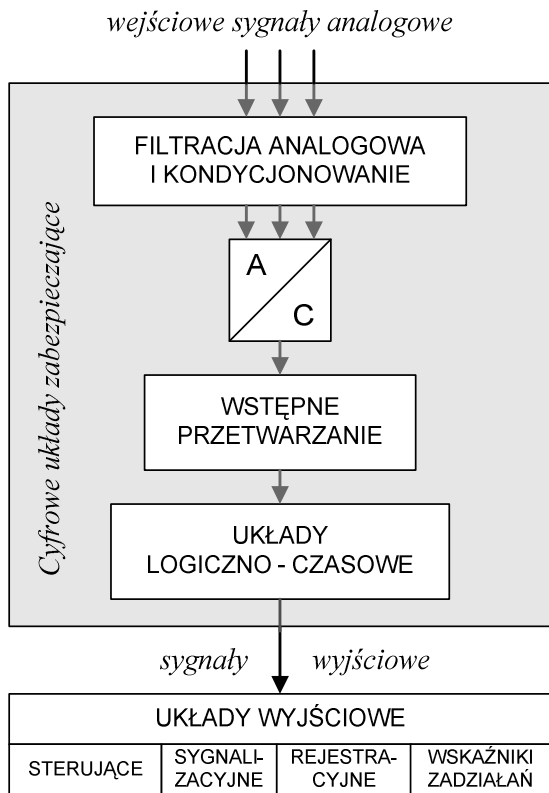 wejściowe sygnały analogowe
FILTRACJA ANALOGOWA
I KONDYCJONOWANIE
A
C
WSTĘPNE
PRZETWARZANIE
UKŁADY
LOGICZNO - CZASOWE
Cyfrowe układy zabezpieczające
sygnały wyjściowe
UKŁADY WYJŚCIOWE
STERUJĄCE
SYGNALI-
ZACYJNE
REJESTRA-
CYJNE
WSKAŹNIKI
ZADZIAŁAŃ